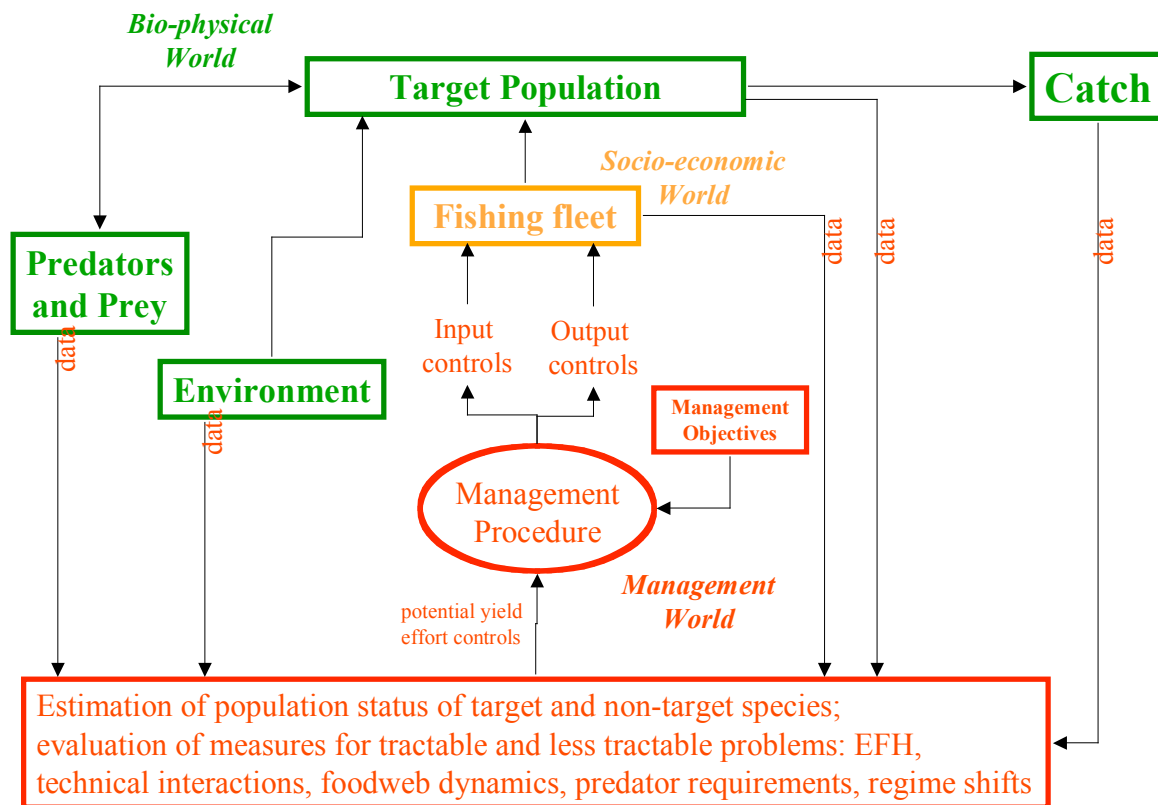 Bio-physical
World
Target Population
Catch
Socio-economic
World
Fishing fleet
data
data
data
Predators
and Prey
data
Input
controls
Output
controls
Environment
data
Management
Objectives
Management
Procedure
Management
World
potential yield
effort controls
Estimation of population status of target and non-target species;
evaluation of measures for tractable and less tractable problems: EFH,
technical interactions, foodweb dynamics, predator requirements, regime shifts